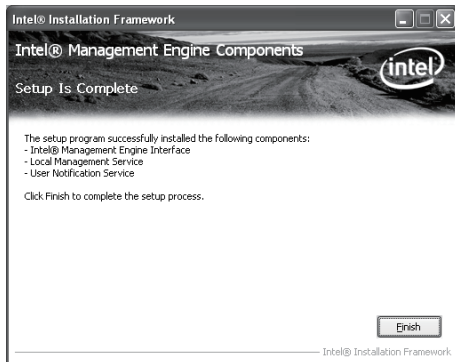 Intel® Installation Framework
Intel® Management Engine Components
intel
Setup Is Complete
The setup program successfully installed the following components:
- Intel® Management Engine Interface
- Local Management Service
- User Notification Service
Click Finish to complete the setup process.
Finish
Intel® Installation Framework